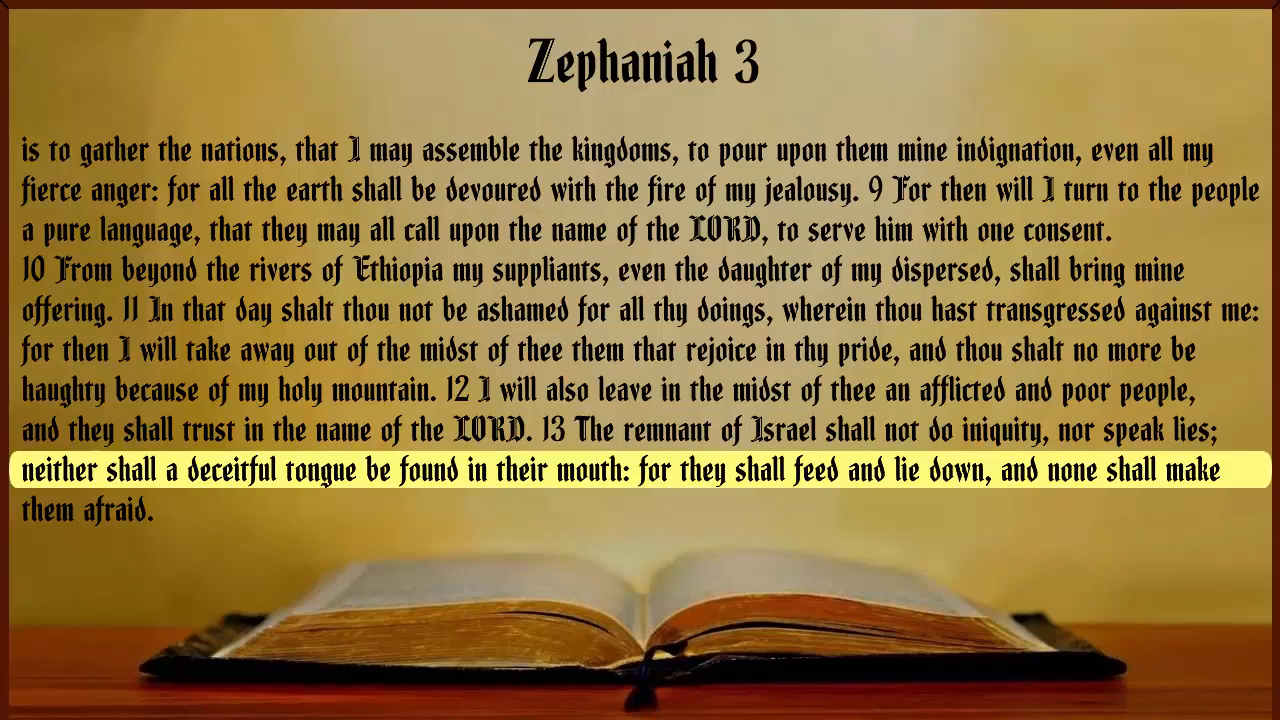 Zephaniah 3
is to gather the nations, that I may assemble the kingdoms, to pour upon them mine indignation, even all my
fierce anger: for all the earth shall be devoured with the fire of my jealousy. 9 For then will I turn to the people
a pure language, that they may all call upon the name of the LORD, to serve him with one consent.
10 From beyond the rivers of Ethiopia my suppliants, even the daughter of my dispersed, shall bring mine
offering. 11 In that day shalt thou not be ashamed for all thy doings, wherein thou hast transgressed against me:
for then I will take away out of the midst of thee them that rejoice in thy pride, and thou shalt no more be
haughty because of my holy mountain. 12 I will also leave in the midst of thee an afflicted and poor people,
and they shall trust in the name of the LORD. 13 The remnant of Israel shall not do iniquity, nor speak lies;
neither shall a deceitful tongue be found in their mouth: for they shall feed and lie down, and none shall make
them afraid.